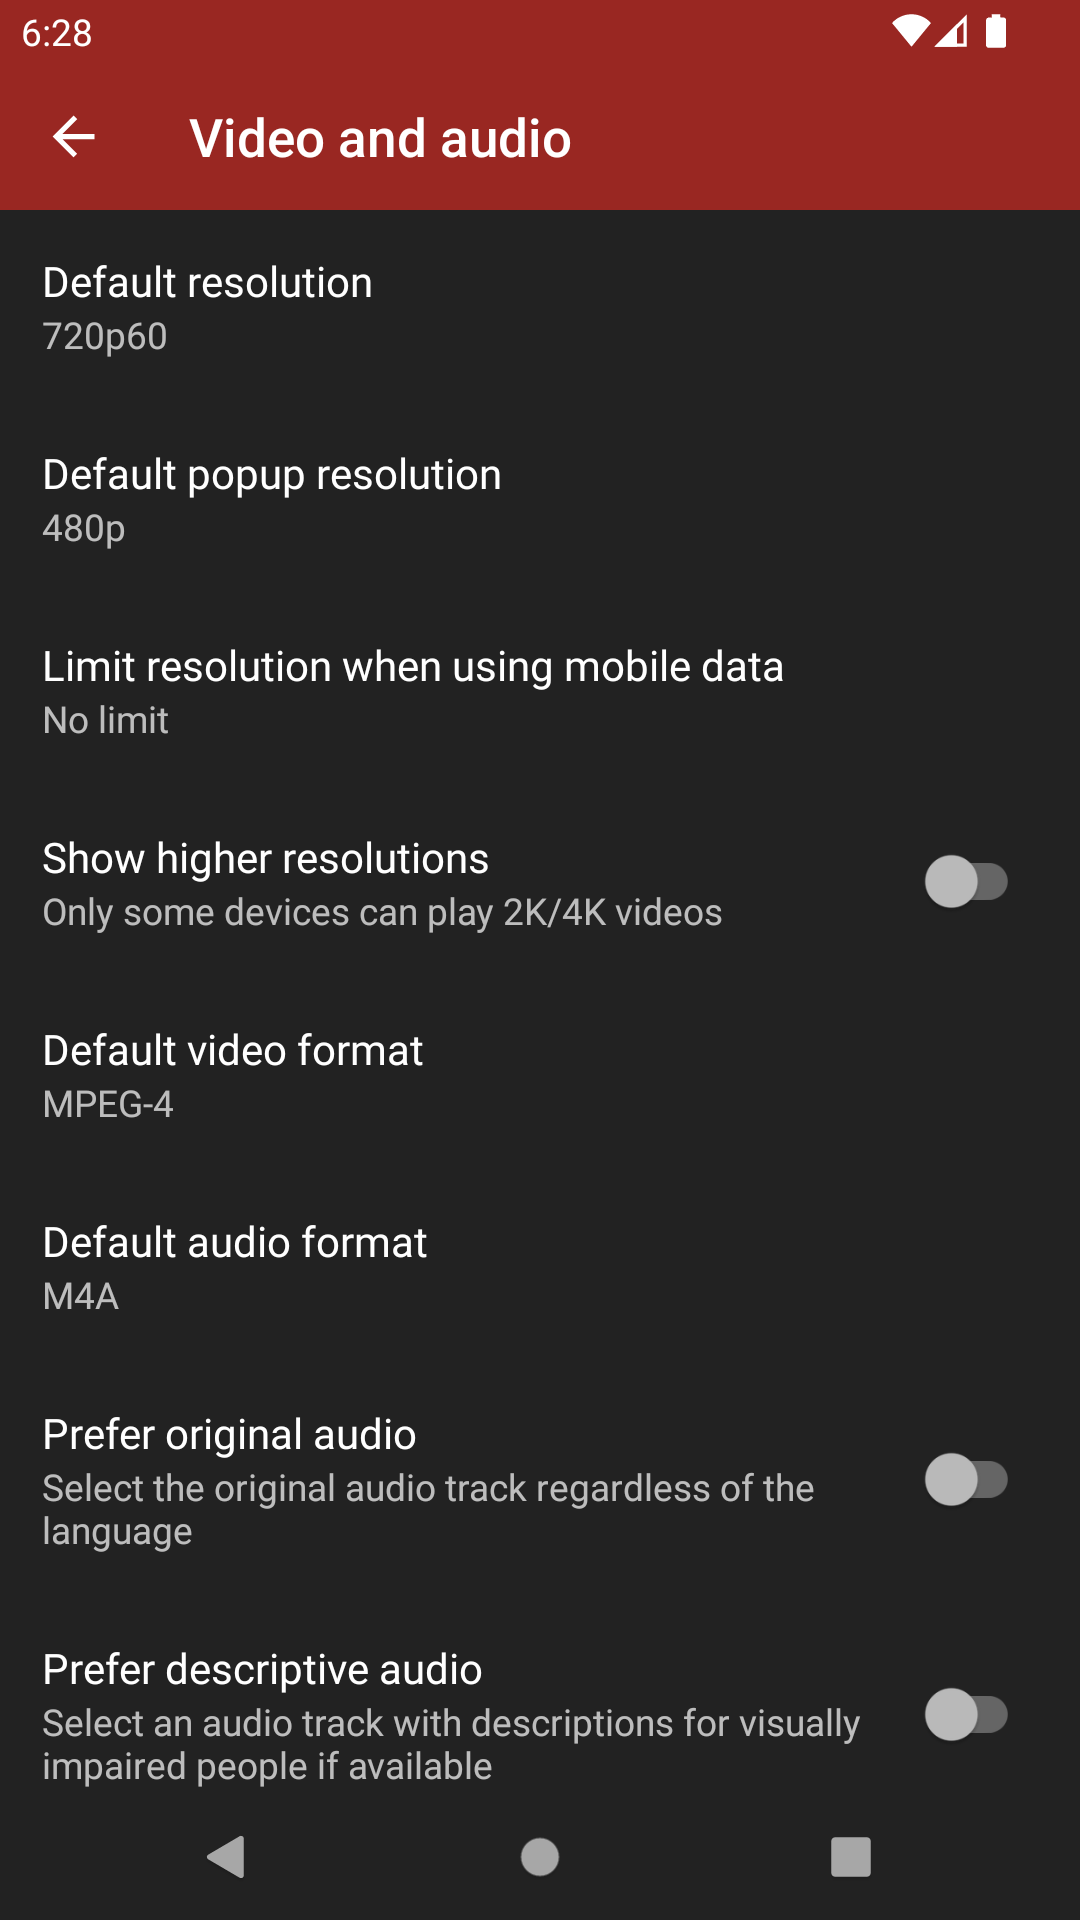 6:28
Video and audio
Default resolution
720p60
Default popup resolution
480p
Limit resolution when using mobile data
No limit
Show higher resolutions
Only some devices can play 2K/4K videos
Default video format
MPEG-4
Default audio format
M4A
Prefer original audio
Select the original audio track regardless of the
language
Prefer descriptive audio
Select an audio track with descriptions for visually
impaired people if available